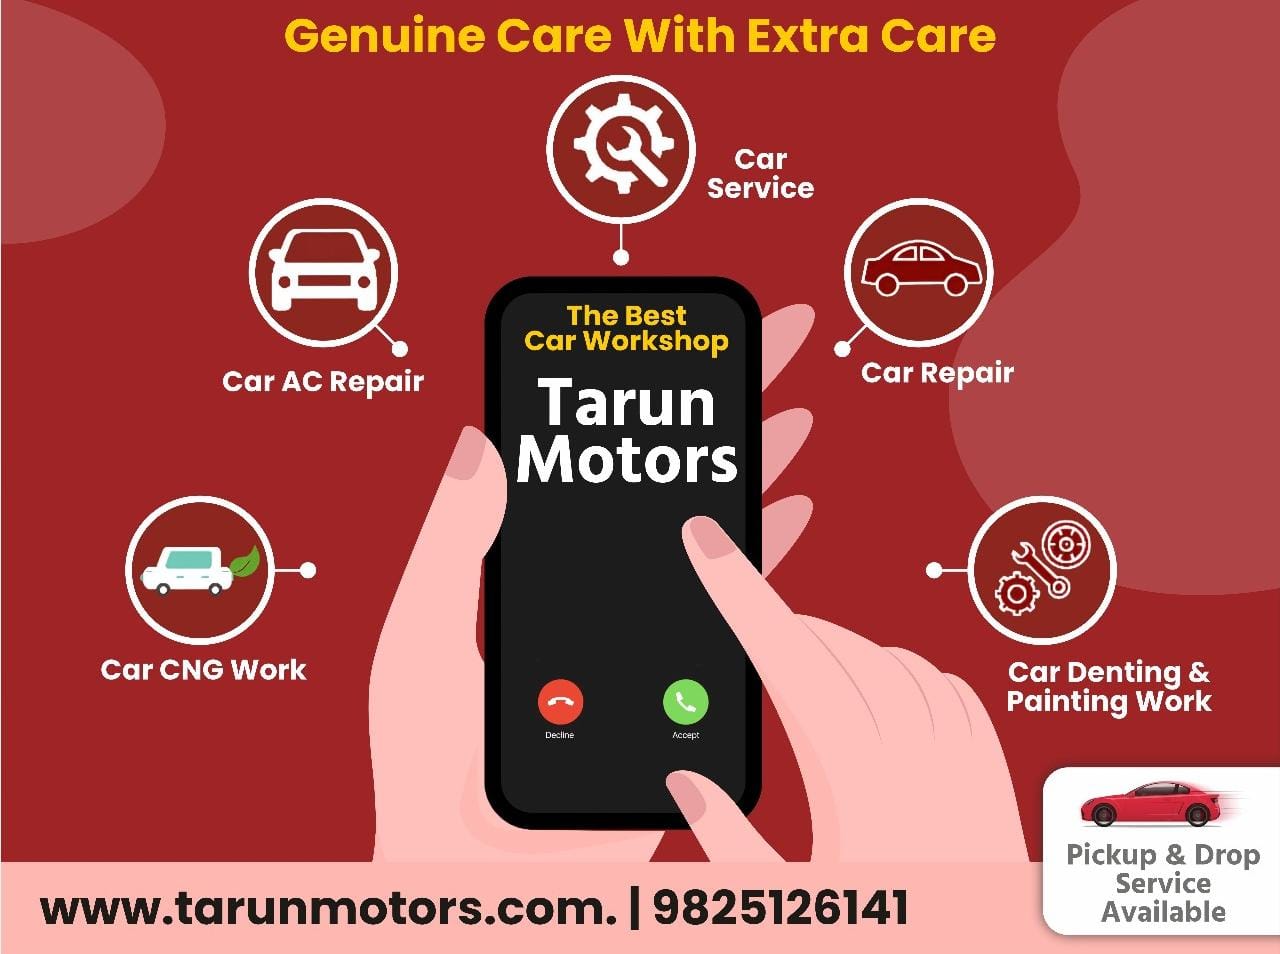 Genuine Care With Extra Care
Car
Service
Car AC Repair
Car Repair
The Best
Car Workshop
Tarun
Motors
Car CNG Work
Car Denting &
Painting Work
Decline
Accept
Pickup & Drop
Service
Available
www.tarunmotors.com. | 9825126141